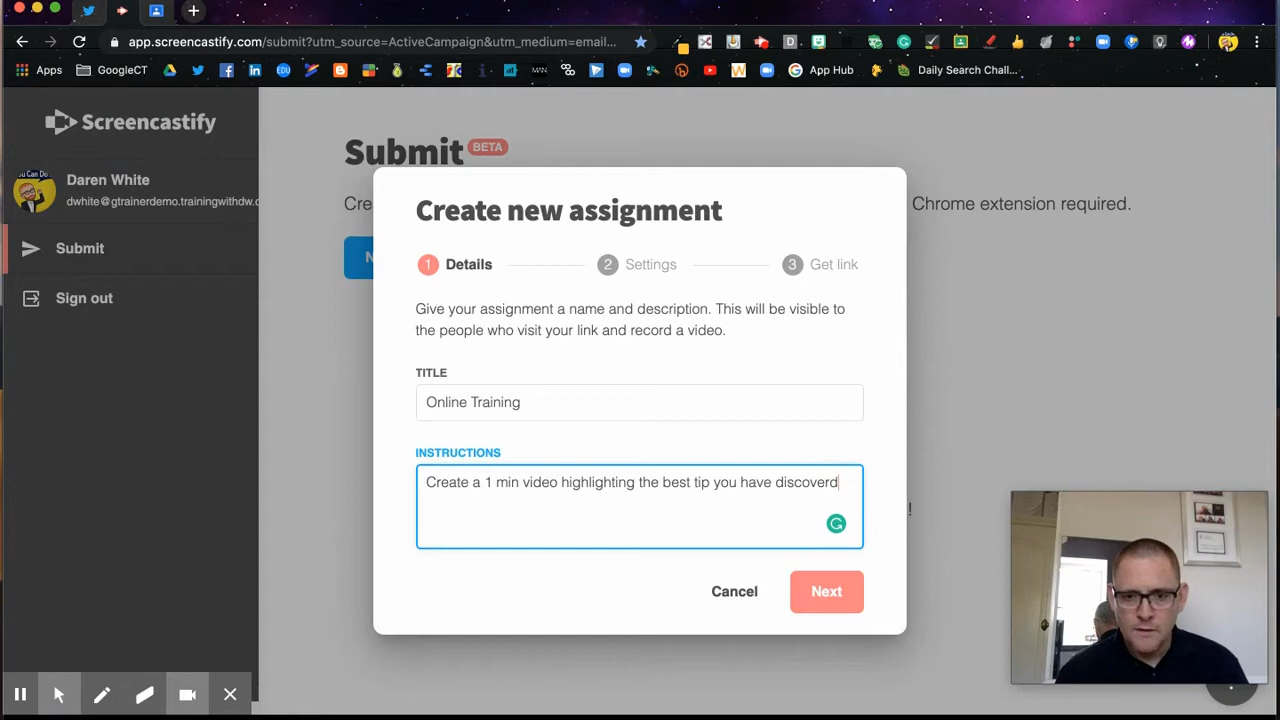 app.screencastify.com/submit?utm_source=ActiveCampaign&utm_medium=email...
Apps
GoogleCT
EDU
MAN
App Hub
Daily Search Chall...
Screencastify
Daren White
dwhite@gtrainerdemo.trainingwithdw.c
Submit
Sign out
Submit BETA
Cre
Chrome extension required.
N
!
Create new assignment
1 Details
2 Settings
3 Get link
Give your assignment a name and description. This will be visible to
the people who visit your link and record a video.
TITLE
Online Training
INSTRUCTIONS
Create a 1 min video highlighting the best tip you have discoverd
Cancel
Next